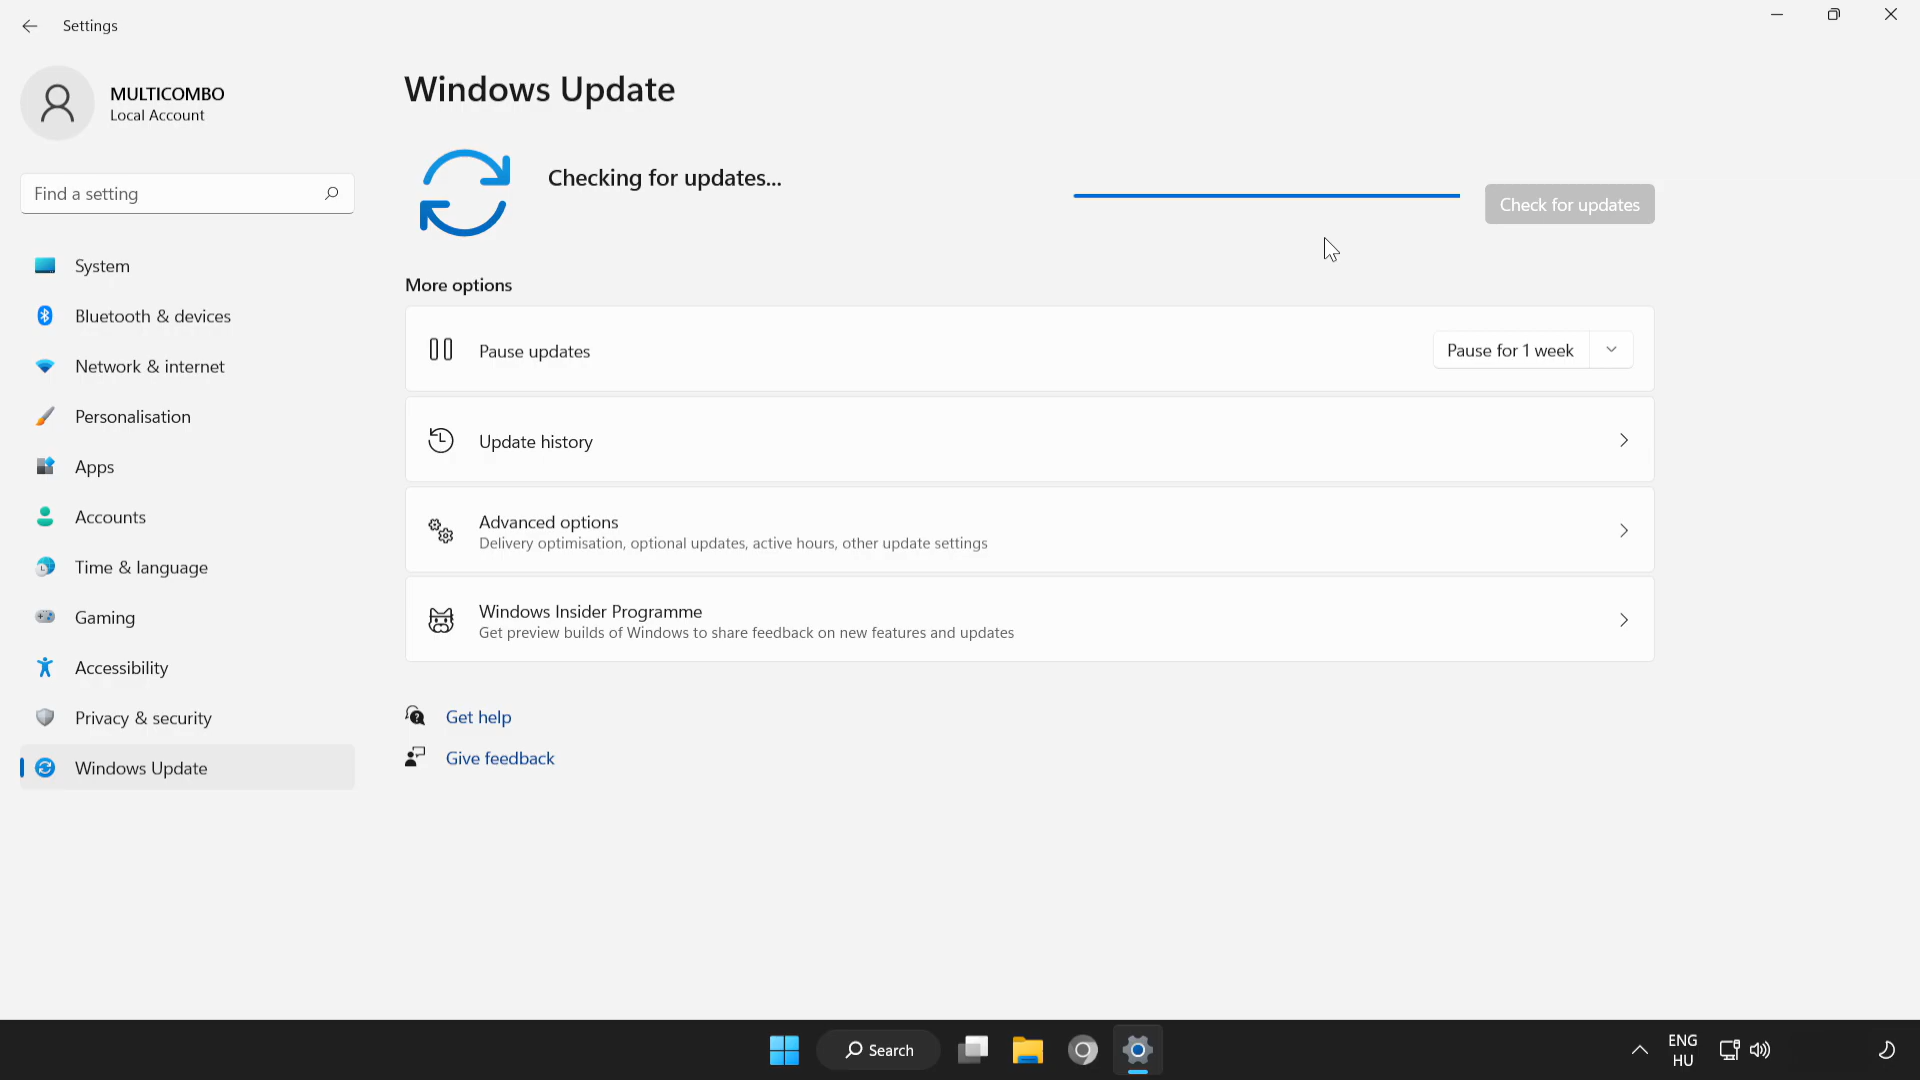 Settings
MULTICOMBO
Local Account
Find a setting
System
Bluetooth & devices
Network & internet
Personalisation
Apps
Accounts
Time & language
Gaming
Accessibility
Privacy & security
Windows Update
Windows Update
Checking for updates...
Check for updates
More options
Pause updates
Pause for 1 week
Update history
Advanced options
Delivery optimisation, optional updates, active hours, other update settings
Windows Insider Programme
Get preview builds of Windows to share feedback on new features and updates
Get help
Give feedback
Search
ENG
HU